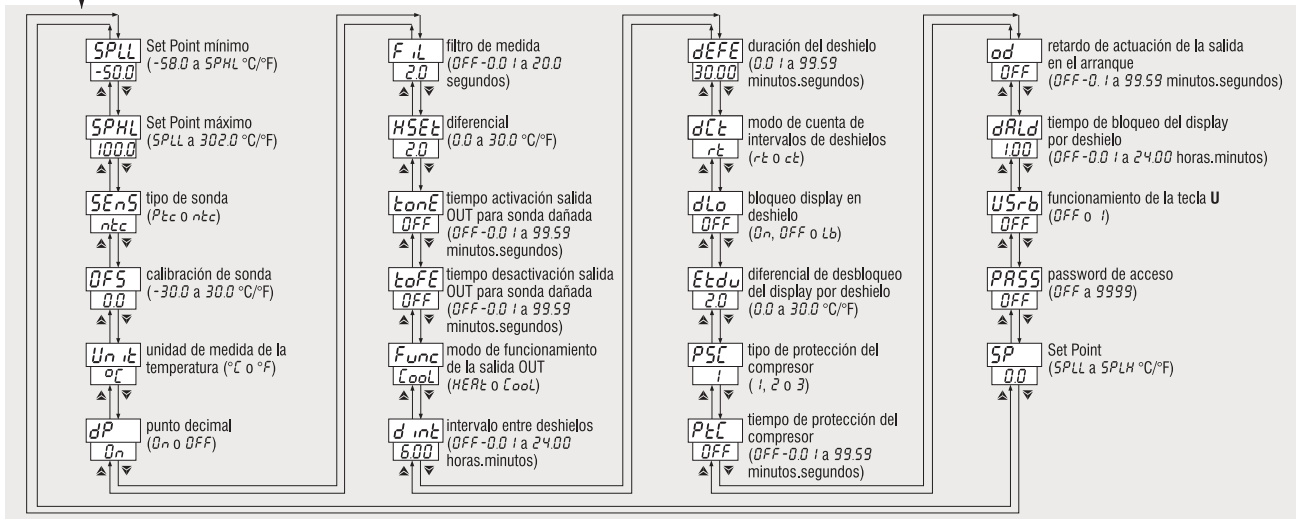 SPLL
-50.0
Set Point mínimo
(-58.0 a SPHL °C/°F)
SPHL
100.0
Set Point máximo
(SPLL a 302.0 °C/°F)
SEnS
ntc
tipo de sonda
(Ptc o ntc)
OFS
0.0
calibración de sonda
(-30.0 a 30.0 °C/°F)
Unit
°C
unidad de medida de la
temperatura (°C o °F)
dP
On
punto decimal
(On o OFF)
FiL
2.0
filtro de medida
(OFF-0.01 a 20.0
segundos)
HSEt
2.0
diferencial
(0.0 a 30.0 °C/°F)
tonE
OFF
tiempo activación salida
OUT para sonda dañada
(OFF-0.01 a 99.59
minutos.segundos)
toFE
OFF
tiempo desactivación salida
OUT para sonda dañada
(OFF-0.01 a 99.59
minutos.segundos)
Func
CooL
modo de funcionamiento
de la salida OUT
(HEAt o CooL)
dint
6.00
intervalo entre deshielos
(OFF-0.01 a 24.00
horas.minutos)
dEFE
30.00
duración del deshielo
(0.01 a 99.59
minutos.segundos)
dCt
rt
modo de cuenta de
intervalos de deshielos
(rt o ct)
dLo
OFF
bloqueo display en
deshielo
(On, OFF o Lb)
Etdu
2.0
diferencial de desbloqueo
del display por deshielo
(0.0 a 30.0 °C/°F)
PSC
1
tipo de protección del
compresor
(1, 2 o 3)
PtC
OFF
tiempo de protección del
compresor
(OFF-0.01 a 99.59
minutos.segundos)
od
OFF
retardo de actuación de la salida
en el arranque
(OFF-0.1 a 99.59 minutos.segundos)
dALd
1.00
tiempo de bloqueo del display
por deshielo
(OFF-0.01 a 24.00 horas.minutos)
USrb
OFF
funcionamiento de la tecla U
(OFF o 1)
PASS
OFF
password de acceso
(OFF a 9999)
SP
0.0
Set Point
(SPLL a SPLH °C/°F)